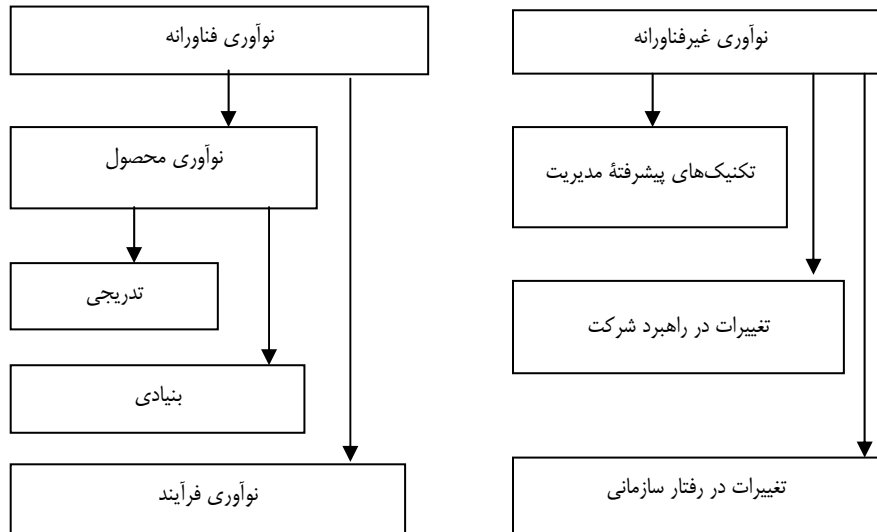 نوآوری غیرفناورانه
تکنیک‌های پیشرفتهٔ مدیریت
تغییرات در راهبرد شرکت
تغییرات در رفتار سازمانی
نوآوری فناورانه
نوآوری محصول
تدریجی
بنیادی
نوآوری فرآیند